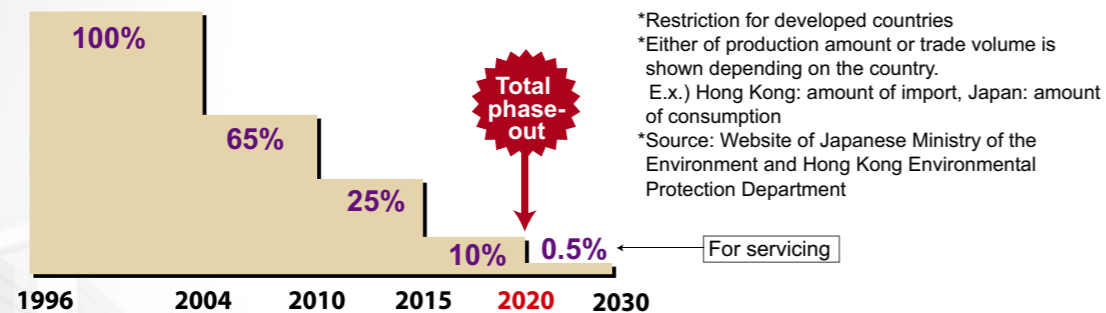 100%
65%
25%
10%
0.5%
Total
phase-
out
For servicing
1996
2004
2010
2015
2020
2030
*Restriction for developed countries
*Either of production amount or trade volume is
shown depending on the country.
E.x.) Hong Kong: amount of import, Japan: amount
of consumption
*Source: Website of Japanese Ministry of the
Environment and Hong Kong Environmental
Protection Department